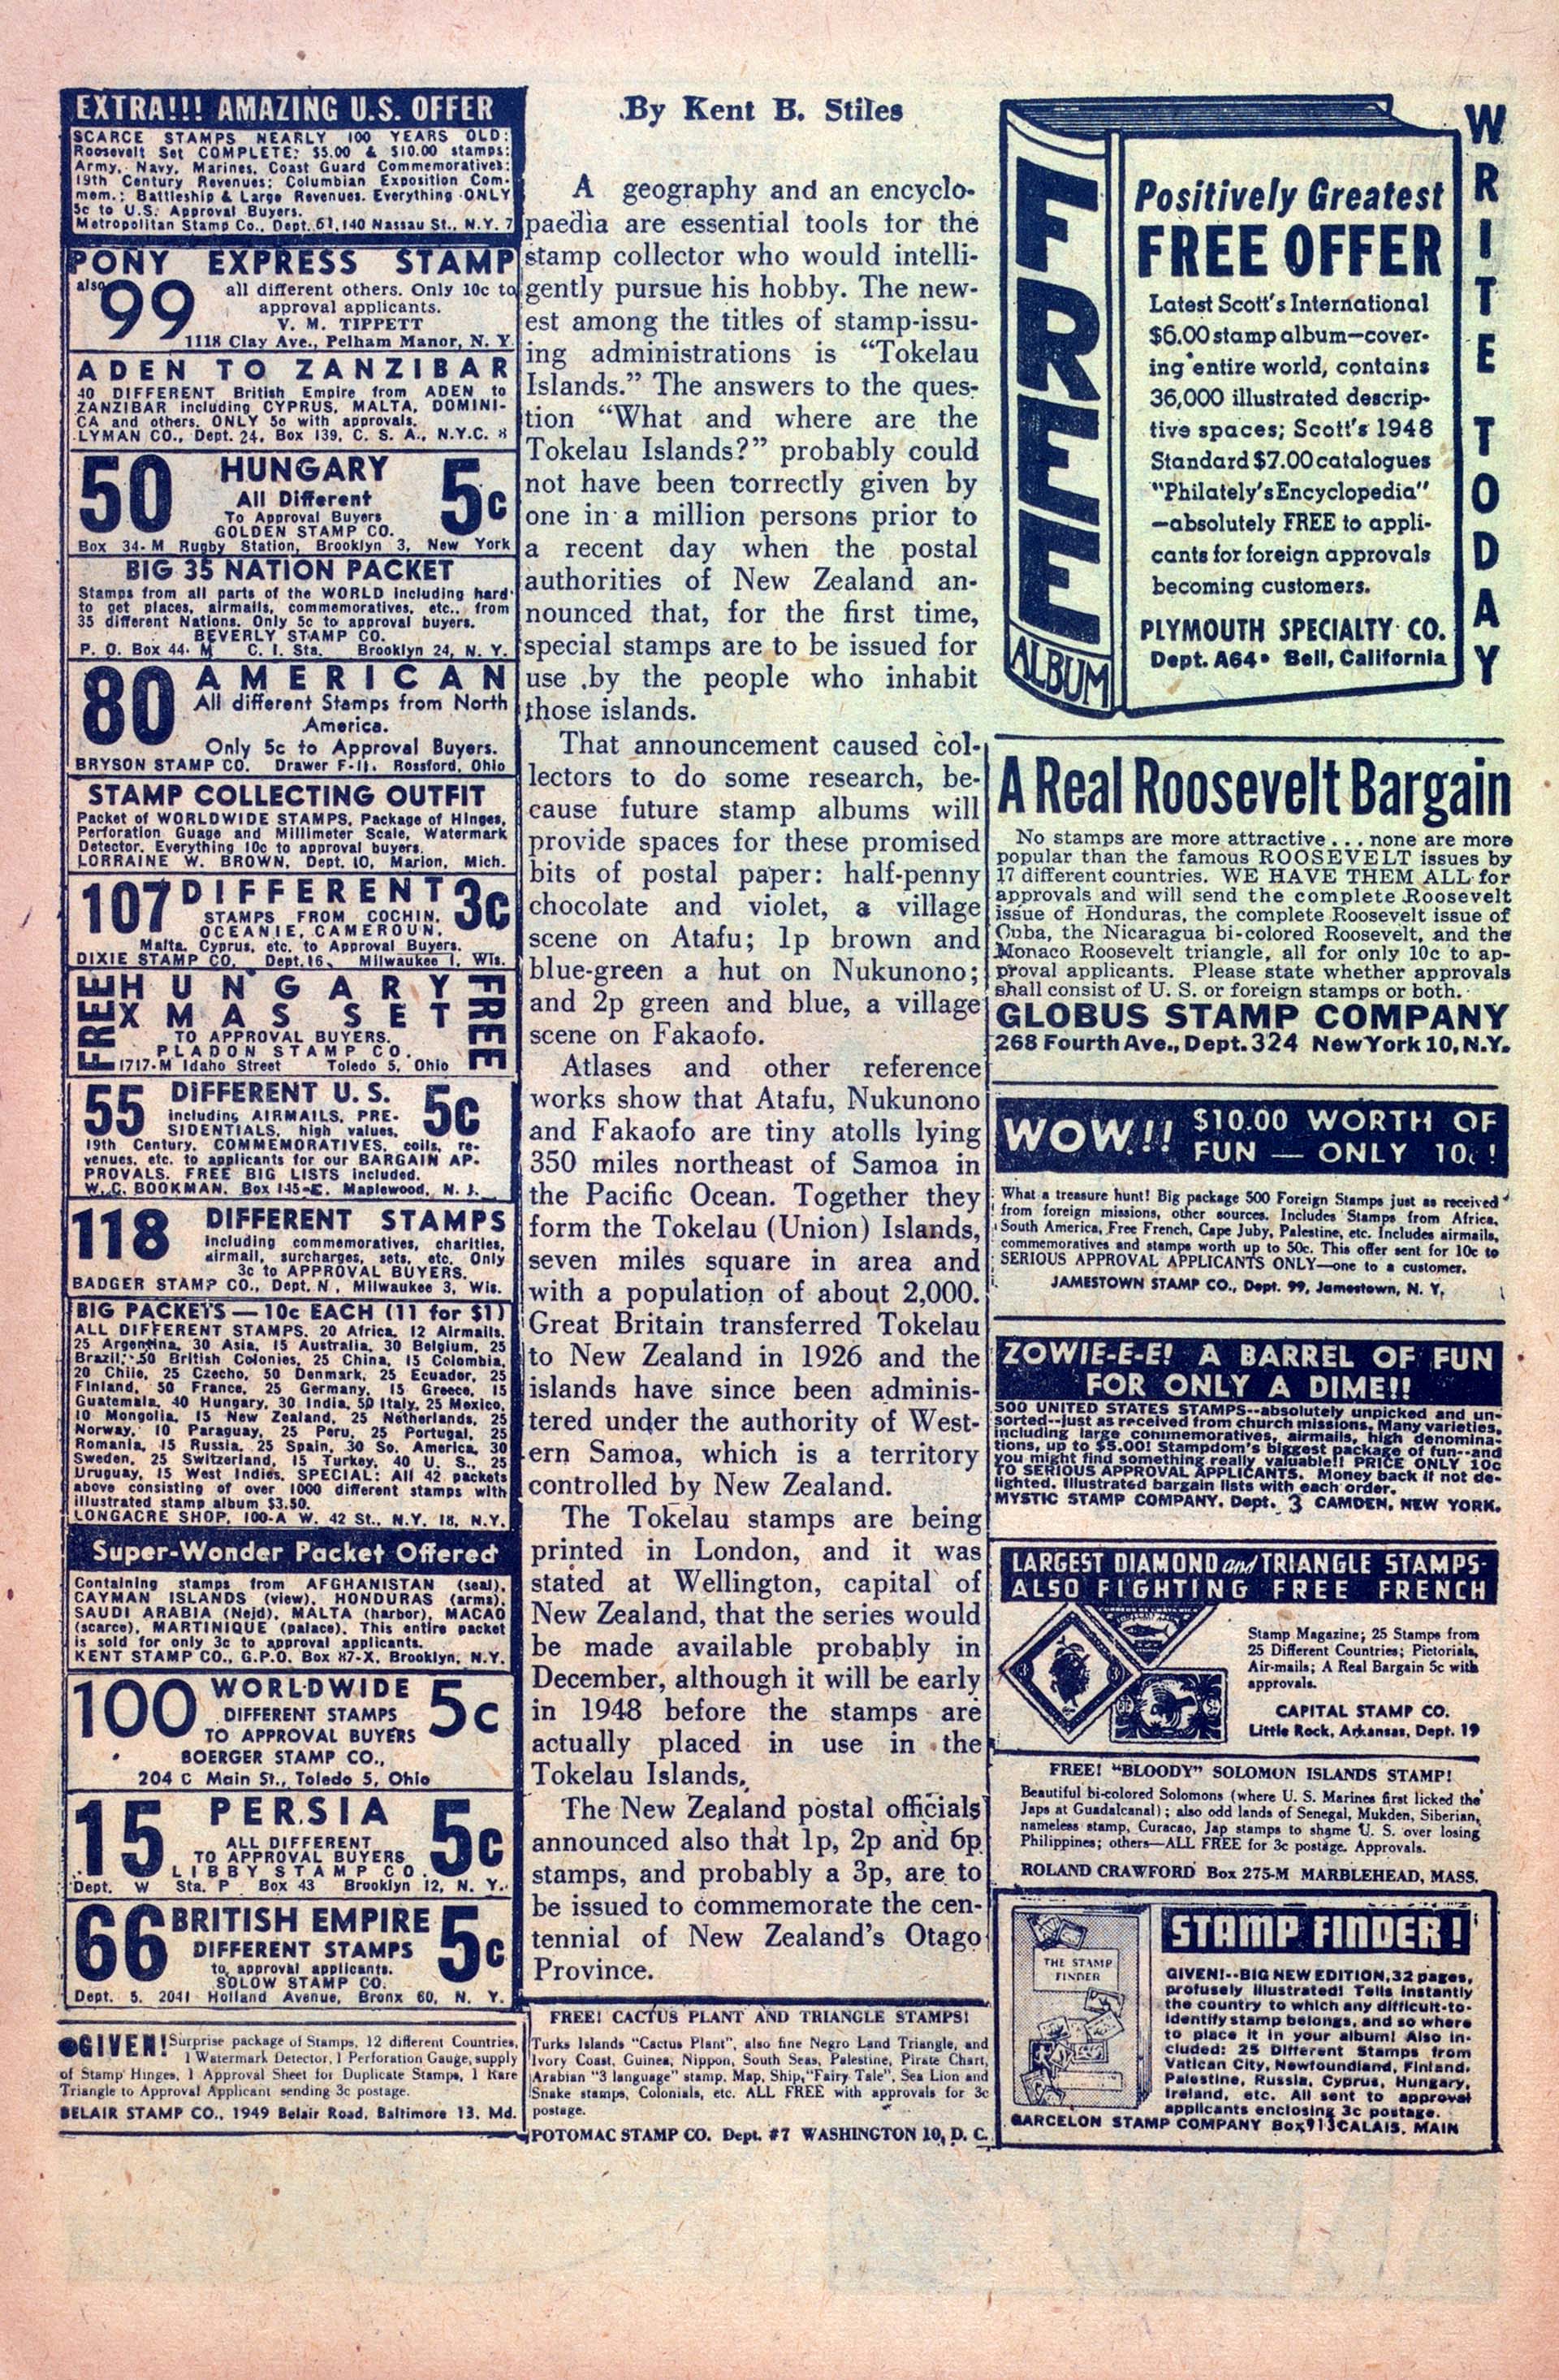 EXTRA!!! AMAZING U.S. OFFER
SCARCE STAMPS NEARLY 100 YEARS OLD:
Roosevelt Set COMPLETE: $5.00 & $10.00 stamps:
Army, Navy, Marines, Coast Guard Commemoratives:
19th Century Revenues; Columbian Exposition Com-
mem.; Battleship & Large Revenues. Everything ONLY
5c to U.S. Approval Buyers.
Metropolitan Stamp Co., Dept. 61, 140 Nassau St., N.Y. 7
PONY EXPRESS STAMP
also 99 all different others. Only 10c to
approval applicants.
V. M. TIPPETT
1118 Clay Ave., Pelham Manor, N. Y.
ADEN TO ZANZIBAR
40 DIFFERENT British Empire from ADEN to
ZANZIBAR including CYPRUS, MALTA, DOMINI-
CA and others. ONLY 5c with approvals.
LYMAN CO., Dept. 24, Box 139, C. S. A., N.Y.C. 8
50 HUNGARY 5c
All Different
To Approval Buyers
GOLDEN STAMP CO.
Box 34-M Rugby Station, Brooklyn 3, New York
BIG 35 NATION PACKET
Stamps from all parts of the WORLD including hard
to get places, airmails, commemoratives, etc., from
35 different Nations. Only 5c to approval buyers.
BEVERLY STAMP CO.
P. O. Box 44-M C. I. Sta. Brooklyn 24, N. Y.
80 AMERICAN
All different Stamps from North
America.
Only 5c to Approval Buyers.
BRYSON STAMP CO. Drawer F-11, Rossford, Ohio
STAMP COLLECTING OUTFIT
Packet of WORLDWIDE STAMPS, Package of Hinges,
Perforation Guage and Millimeter Scale, Watermark
Detector. Everything 10c to approval buyers.
LORRAINE W. BROWN, Dept. 10, Marion, Mich.
107 DIFFERENT 3c
STAMPS FROM COCHIN,
OCEANIE, CAMEROUN,
Malta, Cyprus, etc. to Approval Buyers.
DIXIE STAMP CO. Dept. 16, Milwaukee 1, Wis.
FREE HUNGARY FREE
XMAS SET
TO APPROVAL BUYERS.
PLADON STAMP CO.
1717-M Idaho Street Toledo 5, Ohio
55 DIFFERENT U. S. 5c
including AIRMAILS, PRE-
SIDENTIALS, high values,
19th Century, COMMEMORATIVES, coils, re-
venues, etc. to applicants for our BARGAIN AP-
PROVALS. FREE BIG LISTS included.
W. C. BOOKMAN, Box 145-E, Maplewood, N. J.
118 DIFFERENT STAMPS
Including commemoratives, charities,
airmail, surcharges, sets, etc. Only
3c to APPROVAL BUYERS.
BADGER STAMP CO., Dept. N, Milwaukee 3, Wis.
BIG PACKETS — 10c EACH (11 for $1)
ALL DIFFERENT STAMPS. 20 Africa, 12 Airmails,
25 Argentina, 30 Asia, 15 Australia, 30 Belgium, 25
Brazil, 50 British Colonies, 25 China, 15 Colombia,
20 Chile, 25 Czecho, 50 Denmark, 25 Ecuador, 25
Finland, 50 France, 25 Germany, 15 Greece, 15
Guatemala, 40 Hungary, 30 India, 50 Italy, 25 Mexico,
10 Mongolia, 15 New Zealand, 25 Netherlands, 25
Norway, 10 Paraguay, 25 Peru, 25 Portugal, 25
Romania, 15 Russia, 25 Spain, 30 So. America, 30
Sweden, 25 Switzerland, 15 Turkey, 40 U. S., 25
Uruguay, 15 West Indies. SPECIAL: All 42 packets
above consisting of over 1000 different stamps with
illustrated stamp album $3.50.
LONGACRE SHOP, 100-A W. 42 St., N.Y. 18, N.Y.
Super-Wonder Packet Offered
Containing stamps from AFGHANISTAN (seal),
CAYMAN ISLANDS (view), HONDURAS (arms),
SAUDI ARABIA (Nejd), MALTA (harbor), MACAO
(scarce), MARTINIQUE (palace). This entire packet
is sold for only 3c to approval applicants.
KENT STAMP CO., G.P.O. Box 87-X, Brooklyn, N.Y.
100 WORLDWIDE 5c
DIFFERENT STAMPS
TO APPROVAL BUYERS
BOERGER STAMP CO.,
204 C Main St., Toledo 5, Ohio
15 PERSIA 5c
ALL DIFFERENT
TO APPROVAL BUYERS
LIBBY STAMP CO.
Dept. W Sta. P Box 43 Brooklyn 12, N. Y.
66 BRITISH EMPIRE 5c
DIFFERENT STAMPS
to approval applicants.
SOLOW STAMP CO.
Dept. 5, 2041 Holland Avenue, Bronx 60, N. Y.
●GIVEN! Surprise package of Stamps, 12 different Countries,
1 Watermark Detector, 1 Perforation Gauge, supply
of Stamp Hinges, 1 Approval Sheet for Duplicate Stamps, 1 Rare
Triangle to Approval Applicant sending 3c postage.
BELAIR STAMP CO., 1949 Belair Road, Baltimore 13, Md.
By Kent B. Stiles
A geography and an encyclo-
paedia are essential tools for the
stamp collector who would intelli-
gently pursue his hobby. The new-
est among the titles of stamp-issu-
ing administrations is "Tokelau
Islands." The answers to the ques-
tion "What and where are the
Tokelau Islands?" probably could
not have been correctly given by
one in a million persons prior to
a recent day when the postal
authorities of New Zealand an-
nounced that, for the first time,
special stamps are to be issued for
use by the people who inhabit
those islands.
That announcement caused col-
lectors to do some research, be-
cause future stamp albums will
provide spaces for these promised
bits of postal paper: half-penny
chocolate and violet, a village
scene on Atafu; 1p brown and
blue-green a hut on Nukunono;
and 2p green and blue, a village
scene on Fakaofo.
Atlases and other reference
works show that Atafu, Nukunono
and Fakaofo are tiny atolls lying
350 miles northeast of Samoa in
the Pacific Ocean. Together they
form the Tokelau (Union) Islands,
seven miles square in area and
with a population of about 2,000.
Great Britain transferred Tokelau
to New Zealand in 1926 and the
islands have since been adminis-
tered under the authority of West-
ern Samoa, which is a territory
controlled by New Zealand.
The Tokelau stamps are being
printed in London, and it was
stated at Wellington, capital of
New Zealand, that the series would
be made available probably in
December, although it will be early
in 1948 before the stamps are
actually placed in use in the
Tokelau Islands.
The New Zealand postal officials
announced also that 1p, 2p and 6p
stamps, and probably a 3p, are to
be issued to commemorate the cen-
tennial of New Zealand's Otago
Province.
FREE! CACTUS PLANT AND TRIANGLE STAMPS!
Turks Islands "Cactus Plant", also fine Negro Land Triangle, and
Ivory Coast, Guinea, Nippon, South Seas, Palestine, Pirate Chart,
Arabian "3 language" stamp, Map, Ship, "Fairy Tale", Sea Lion and
Snake stamps, Colonials, etc. ALL FREE with approvals for 3c
postage.
POTOMAC STAMP CO. Dept. #7 WASHINGTON 10, D. C.
FREE
ALBUM
Positively Greatest
FREE OFFER
Latest Scott's International
$6.00 stamp album—cover-
ing entire world, contains
36,000 illustrated descrip-
tive spaces; Scott's 1948
Standard $7.00 catalogues
"Philately's Encyclopedia"
—absolutely FREE to appli-
cants for foreign approvals
becoming customers.
PLYMOUTH SPECIALTY CO.
Dept. A64 • Bell, California
WRITE TODAY
A Real Roosevelt Bargain
No stamps are more attractive . . . none are more
popular than the famous ROOSEVELT issues by
17 different countries. WE HAVE THEM ALL for
approvals and will send the complete Roosevelt
issue of Honduras, the complete Roosevelt issue of
Cuba, the Nicaragua bi-colored Roosevelt, and the
Monaco Roosevelt triangle, all for only 10c to ap-
proval applicants. Please state whether approvals
shall consist of U. S. or foreign stamps or both.
GLOBUS STAMP COMPANY
268 Fourth Ave., Dept. 324 New York 10, N.Y.
WOW!! $10.00 WORTH OF
FUN — ONLY 10c!
What a treasure hunt! Big package 500 Foreign Stamps just as received
from foreign missions, other sources. Includes Stamps from Africa,
South America, Free French, Cape Juby, Palestine, etc. Includes airmails,
commemoratives and stamps worth up to 50c. This offer sent for 10c to
SERIOUS APPROVAL APPLICANTS ONLY—one to a customer.
JAMESTOWN STAMP CO., Dept. 99, Jamestown, N. Y.
ZOWIE-E-E! A BARREL OF FUN
FOR ONLY A DIME!!
500 UNITED STATES STAMPS--absolutely unpicked and un-
sorted--just as received from church missions. Many varieties,
including large commemoratives, airmails, high denomina-
tions, up to $5.00! Stampdom's biggest package of fun--and
you might find something really valuable!! PRICE ONLY 10c
TO SERIOUS APPROVAL APPLICANTS. Money back if not de-
lighted. Illustrated bargain lists with each order.
MYSTIC STAMP COMPANY, Dept. 3 CAMDEN, NEW YORK.
LARGEST DIAMOND and TRIANGLE STAMPS-
ALSO FIGHTING FREE FRENCH
Stamp Magazine; 25 Stamps from
25 Different Countries; Pictorials,
Air-mails; A Real Bargain 5c with
approvals.
CAPITAL STAMP CO.
Little Rock, Arkansas, Dept. 19
FREE! "BLOODY" SOLOMON ISLANDS STAMP!
Beautiful bi-colored Solomons (where U. S. Marines first licked the
Japs at Guadalcanal); also odd lands of Senegal, Mukden, Siberian,
nameless stamp, Curacao, Jap stamps to shame U. S. over losing
Philippines; others—ALL FREE for 3c postage. Approvals.
ROLAND CRAWFORD Box 275-M MARBLEHEAD, MASS.
THE STAMP
FINDER
STAMP FINDER!
GIVEN!--BIG NEW EDITION, 32 pages,
profusely illustrated! Tells instantly
the country to which any difficult-to-
identify stamp belongs, and so where
to place it in your album! Also in-
cluded: 25 Different Stamps from
Vatican City, Newfoundland, Finland,
Palestine, Russia, Cyprus, Hungary,
Ireland, etc. All sent to approval
applicants enclosing 3c postage.
GARCELON STAMP COMPANY Box 913 CALAIS, MAIN